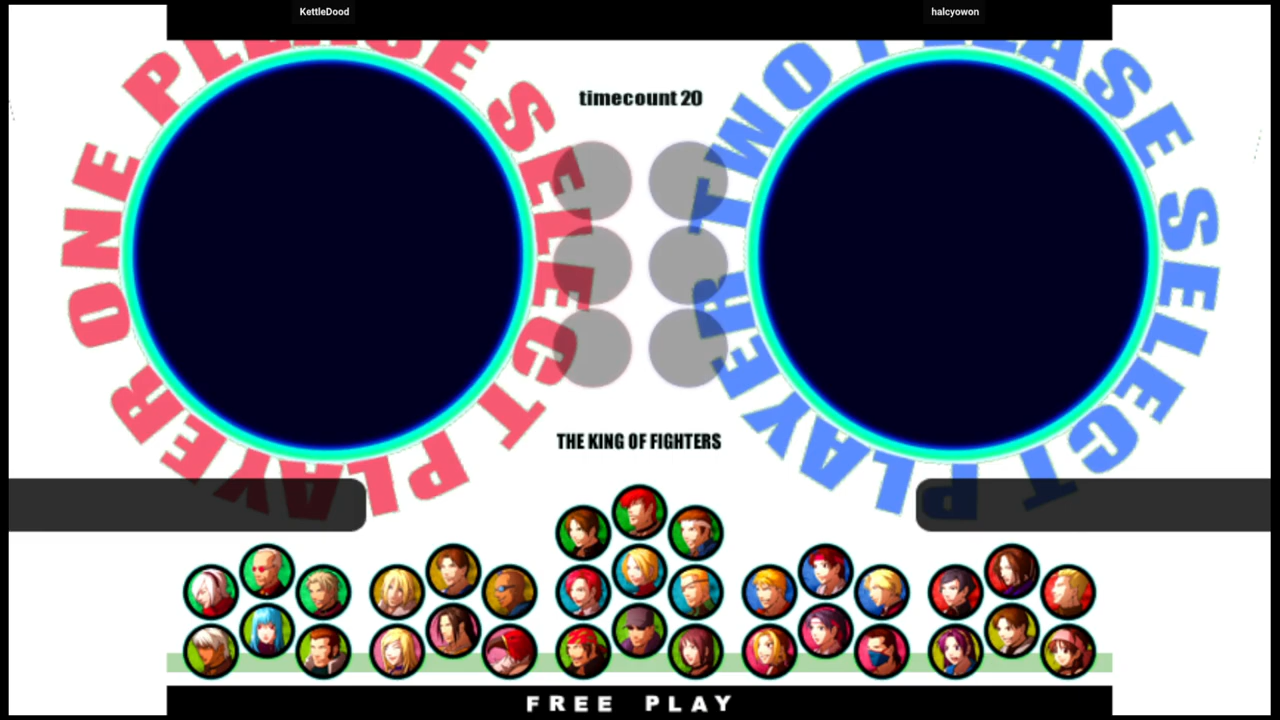 KettleDood
halcyowon
PLAYER ONE PLEASE SELECT
PLAYER TWO PLEASE SELECT
timecount 20
THE KING OF FIGHTERS
FREE PLAY